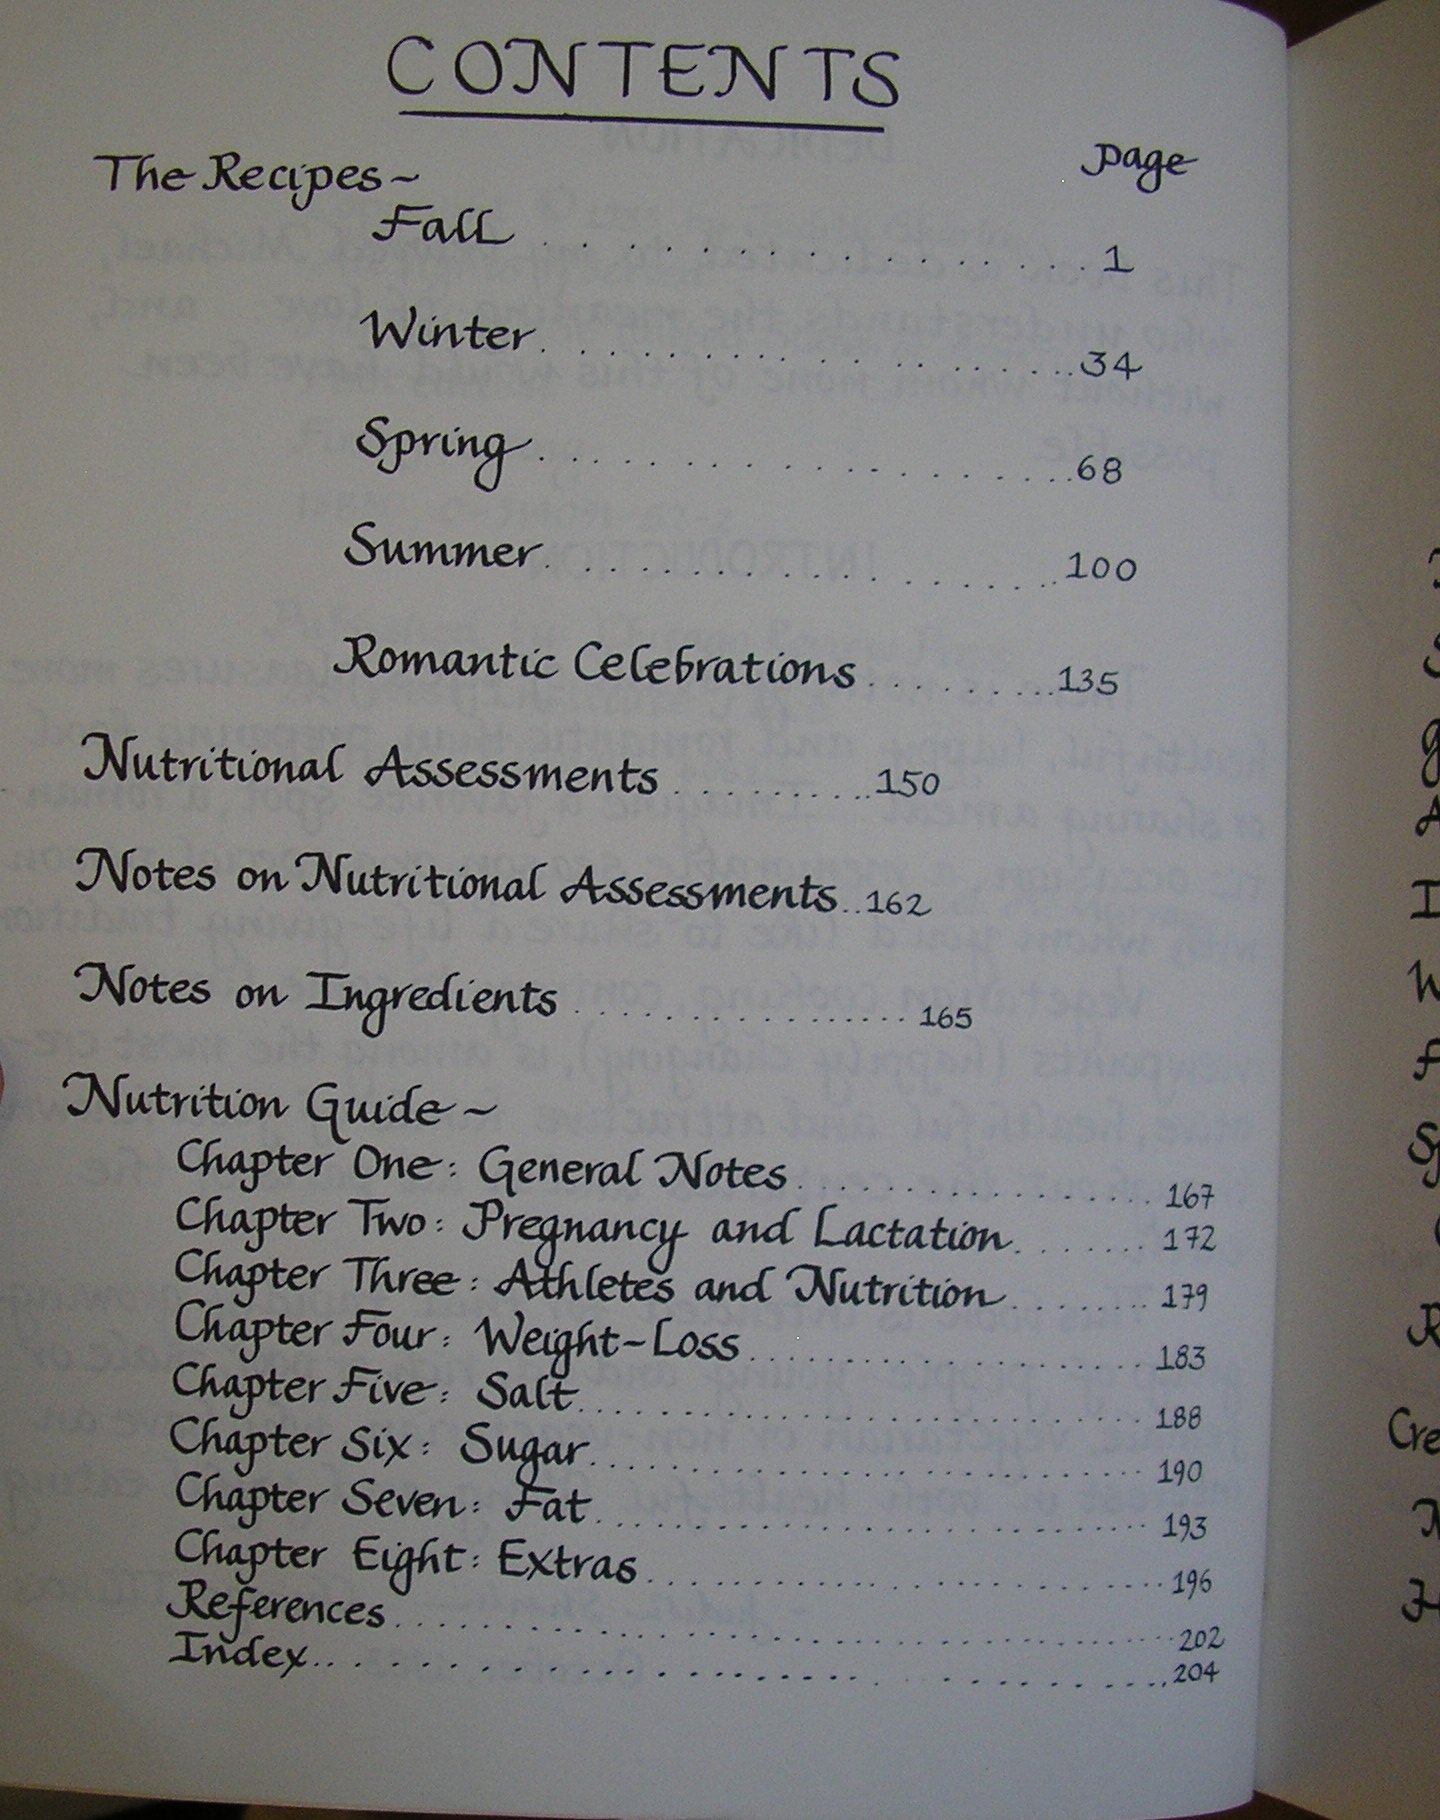 CONTENTS
page
The Recipes~
Fall . . . . . . . . . . . . . . . . 1
Winter . . . . . . . . . . . . . . . . 34
Spring . . . . . . . . . . . . . . . . 68
Summer . . . . . . . . . . . . . . . . 100
Romantic Celebrations . . . . . . . . . 135
Nutritional Assessments . . . . . . . . . . 150
Notes on Nutritional Assessments . . 162
Notes on Ingredients . . . . . . . . . . . . . . . . 165
Nutrition Guide~
Chapter One: General Notes . . . . . . . . . . . . . . 167
Chapter Two: Pregnancy and Lactation . . . . . . . 172
Chapter Three: Athletes and Nutrition . . . . . . . . 179
Chapter Four: Weight-Loss . . . . . . . . . . . . . . . . 183
Chapter Five: Salt . . . . . . . . . . . . . . . . . . . . 188
Chapter Six: Sugar . . . . . . . . . . . . . . . . . . . . 190
Chapter Seven: Fat . . . . . . . . . . . . . . . . . . . . 193
Chapter Eight: Extras . . . . . . . . . . . . . . . . . . 196
References . . . . . . . . . . . . . . . . . . . . . . . . 202
Index . . . . . . . . . . . . . . . . . . . . . . . . 204